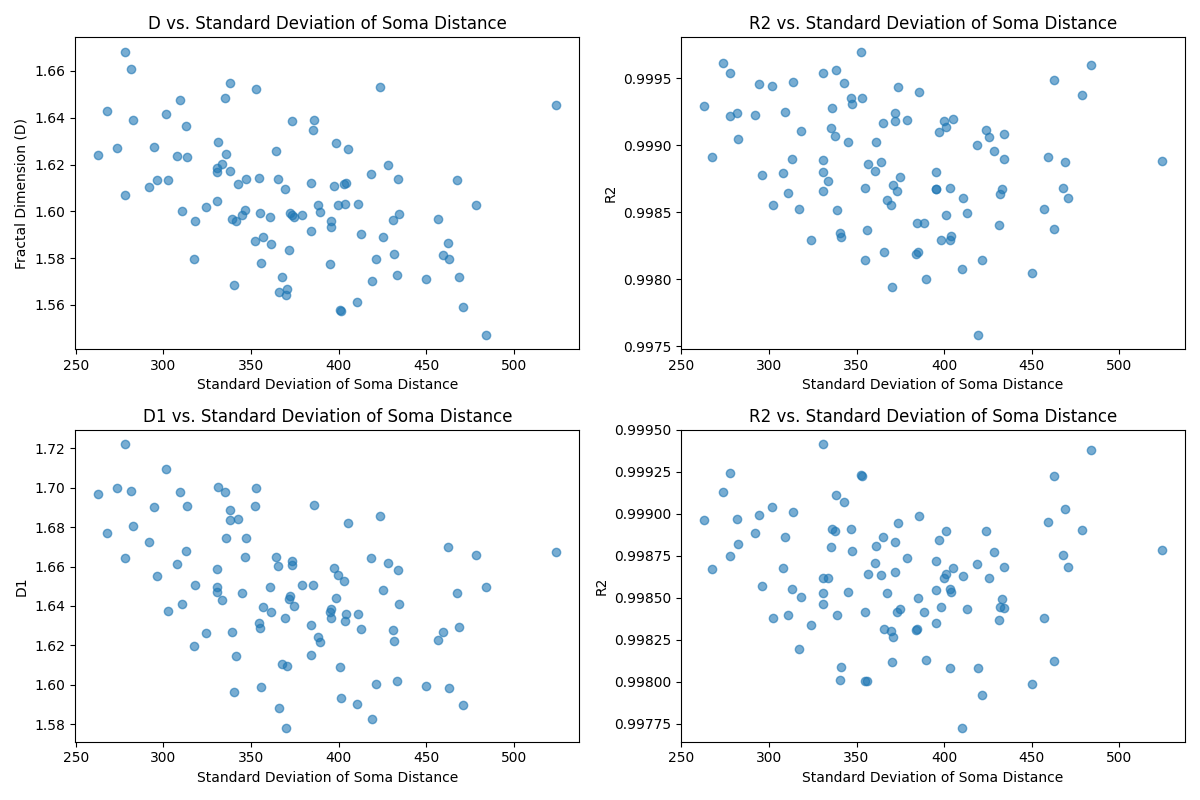 D vs. Standard Deviation of Soma Distance
Fractal Dimension (D)
1.66
1.64
1.62
1.60
1.58
1.56
250 300 350 400 450 500
Standard Deviation of Soma Distance
R2 vs. Standard Deviation of Soma Distance
R2
0.9995
0.9990
0.9985
0.9980
0.9975
250 300 350 400 450 500
Standard Deviation of Soma Distance
D1 vs. Standard Deviation of Soma Distance
D1
1.72
1.70
1.68
1.66
1.64
1.62
1.60
1.58
250 300 350 400 450 500
Standard Deviation of Soma Distance
R2 vs. Standard Deviation of Soma Distance
R2
0.99950
0.99925
0.99900
0.99875
0.99850
0.99825
0.99800
0.99775
250 300 350 400 450 500
Standard Deviation of Soma Distance